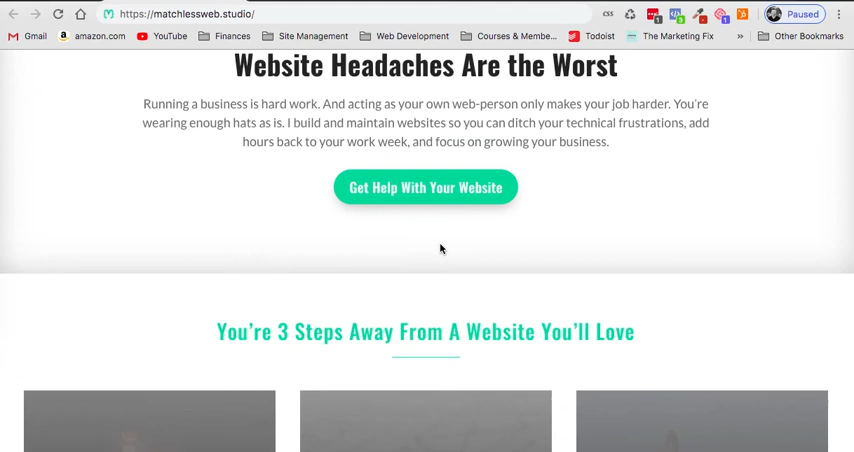 https://matchlessweb.studio/
css
1
3
1
Paused
Gmail
amazon.com
YouTube
Finances
Site Management
Web Development
Courses & Membe...
Todoist
The Marketing Fix
»
Other Bookmarks
Website Headaches Are the Worst
Running a business is hard work. And acting as your own web-person only makes your job harder. You're
wearing enough hats as is. I build and maintain websites so you can ditch your technical frustrations, add
hours back to your work week, and focus on growing your business.
Get Help With Your Website
You're 3 Steps Away From A Website You'll Love